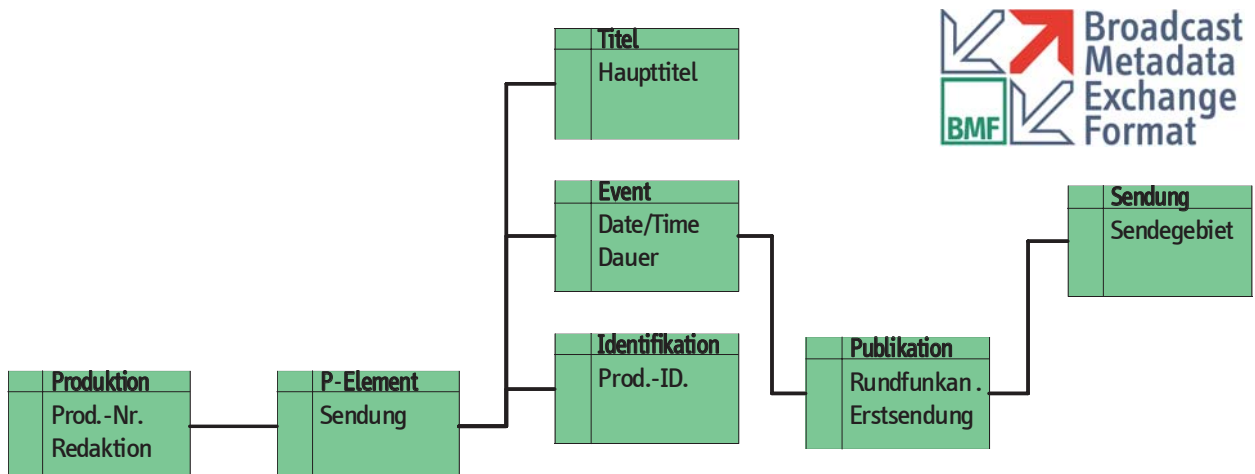 Titel
Haupttitel
Broadcast
Metadata
Exchange
Format
BMF
Event
Date/Time
Dauer
Sendung
Sendegebiet
Identifikation
Prod.-ID.
Publikation
Rundfunkan .
Erstsendung
Produktion
Prod.-Nr.
Redaktion
P-Element
Sendung